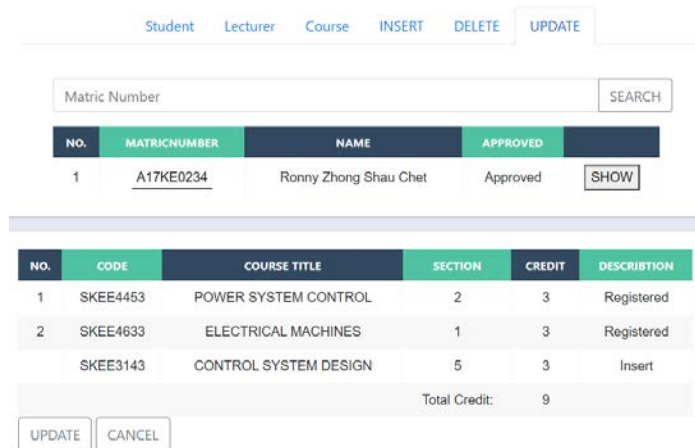 Student Lecturer Course INSERT DELETE UPDATE
Matric Number SEARCH
NO. MATRICNUMBER NAME APPROVED
1 A17KE0234 Ronny Zhong Shau Chet Approved SHOW
NO. CODE COURSE TITLE SECTION CREDIT DESCRIBTION
1 SKEE4453 POWER SYSTEM CONTROL 2 3 Registered
2 SKEE4633 ELECTRICAL MACHINES 1 3 Registered
SKEE3143 CONTROL SYSTEM DESIGN 5 3 Insert
Total Credit: 9
UPDATE CANCEL